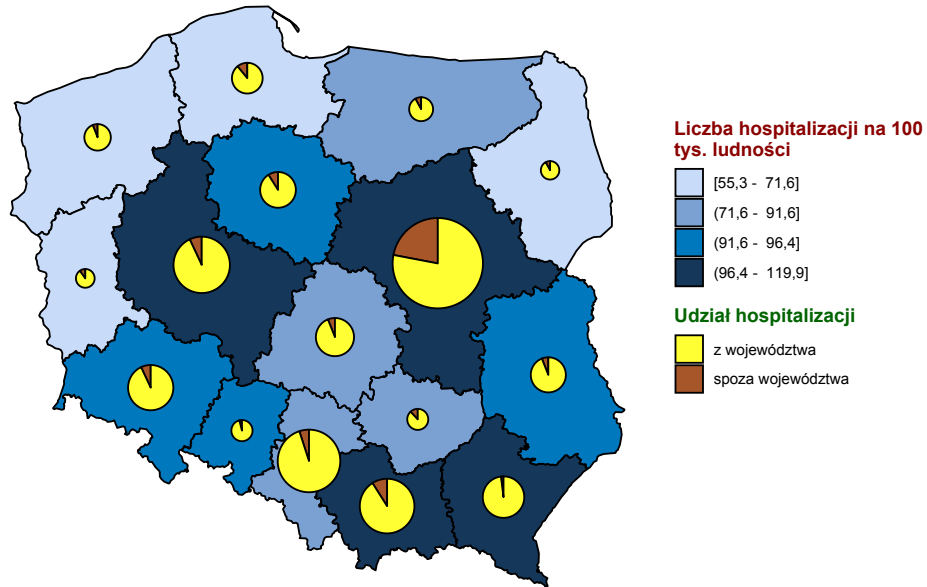 Liczba hospitalizacji na 100
tys. ludności
[55,3 - 71,6]
(71,6 - 91,6]
(91,6 - 96,4]
(96,4 - 119,9]
Udział hospitalizacji
z województwa
spoza województwa